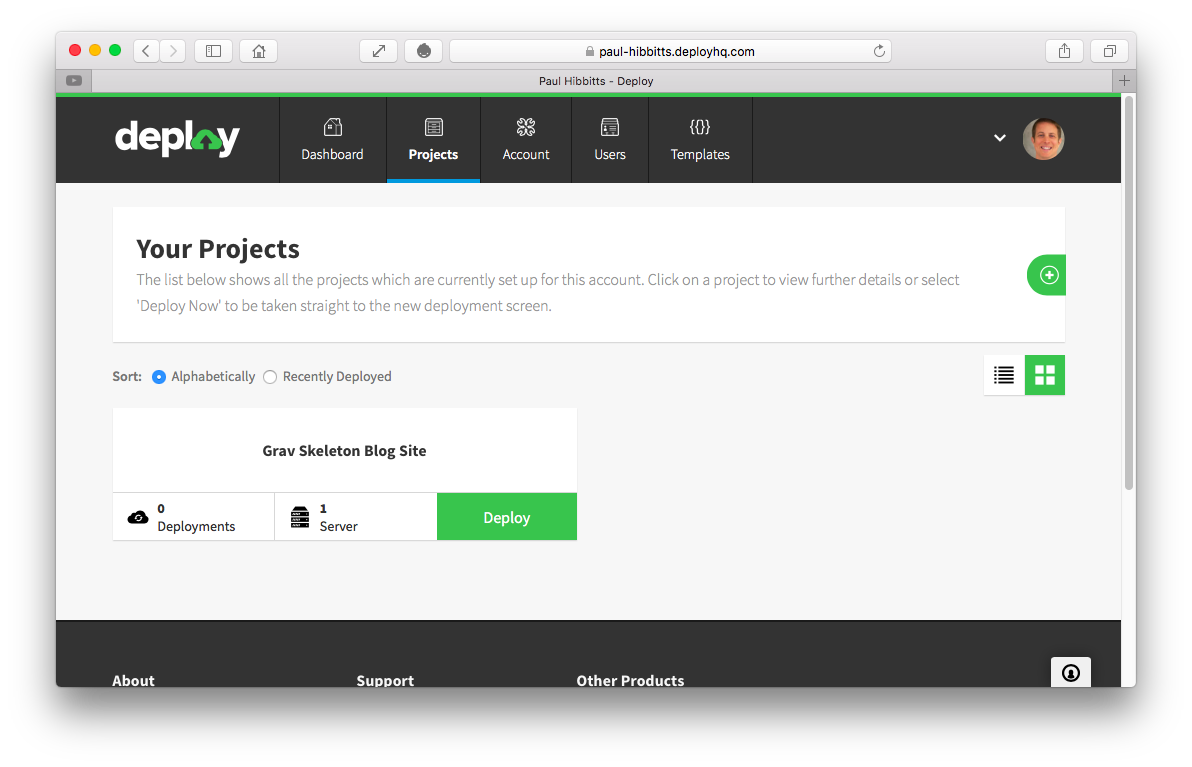 paul-hibbitts.deployhq.com
Paul Hibbitts - Deploy
deploy
Dashboard
Projects
Account
Users
{{}}
Templates
Your Projects
The list below shows all the projects which are currently set up for this account. Click on a project to view further details or select
'Deploy Now' to be taken straight to the new deployment screen.
Sort: Alphabetically Recently Deployed
Grav Skeleton Blog Site
0
Deployments
1
Server
Deploy
About Support Other Products